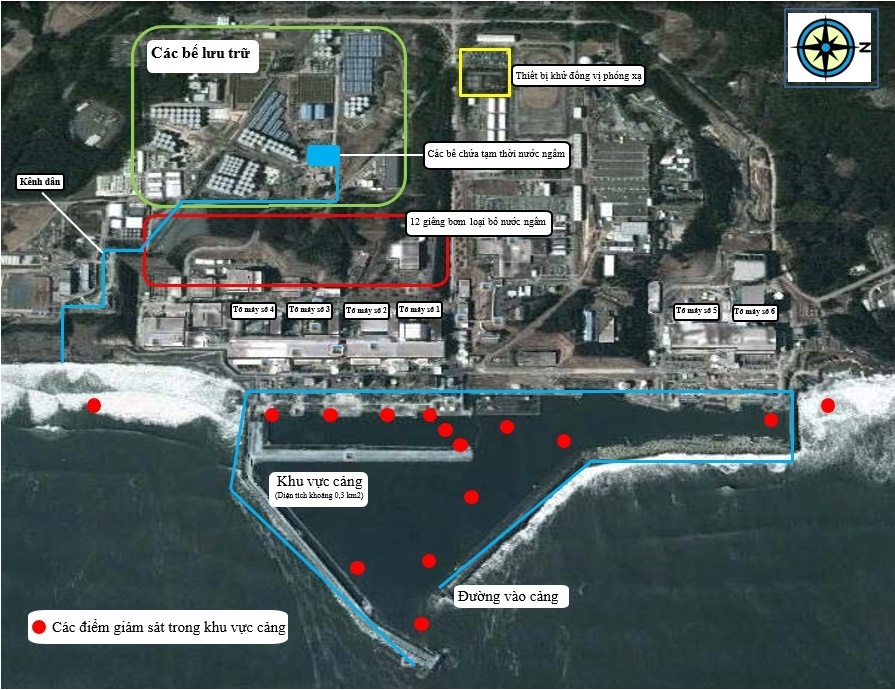 Các bế lưu trữ
N
Thiết bị khử đồng vị phóng xạ
Các bế chứa tạm thời nước ngầm
Kênh dẫn
12 giếng bơm loại bỏ nước ngầm
Tổ máy số 4
Tổ máy số 3
Tổ máy số 2
Tổ máy số 1
Tổ máy số 5
Tổ máy số 6
Khu vực cảng
(Diện tích khoảng 0,3 km2)
Đường vào cảng
Các điểm giám sát trong khu vực cảng